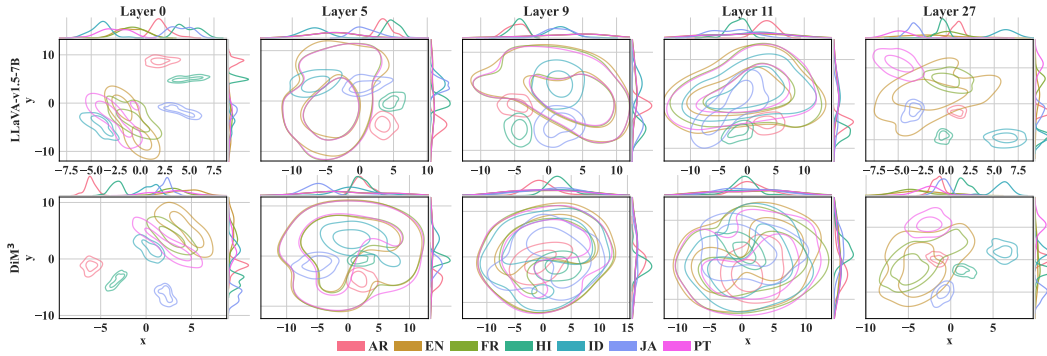 Layer 0 Layer 5 Layer 9 Layer 11 Layer 27
LLaVA-v1.5-7B
y
10
0
−10
−7.5 −5.0 −2.5 0.0 2.5 5.0 7.5
−10 −5 0 5 10
−10 −5 0 5 10
−10 −5 0 5 10
−7.5 −5.0 −2.5 0.0 2.5 5.0 7.5
DiM³
y
10
0
−10
−5 0 5
−10 −5 0 5 10
−10 −5 0 5 10 15
−10 −5 0 5 10
−10 −5 0 5
x x x x x
AR EN FR HI ID JA PT